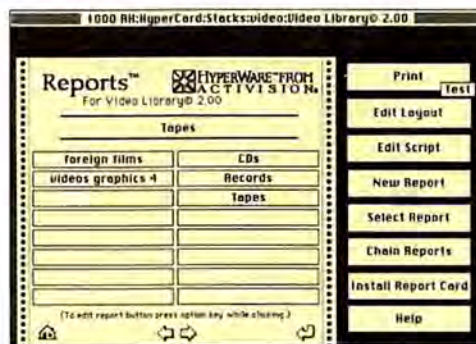 1000 RH:HyperCard:Stacks:video:Video Library© 2.00
Reports™
HYPERWARE™ FROM
ACTIVISION®
For Video Library© 2.00
Tapes
foreign films
CDs
videos graphics 4
Records
Tapes
(To edit report button press option key while clicking.)
Print
Test
Edit Layout
Edit Script
New Report
Select Report
Chain Reports
Install Report Card
Help